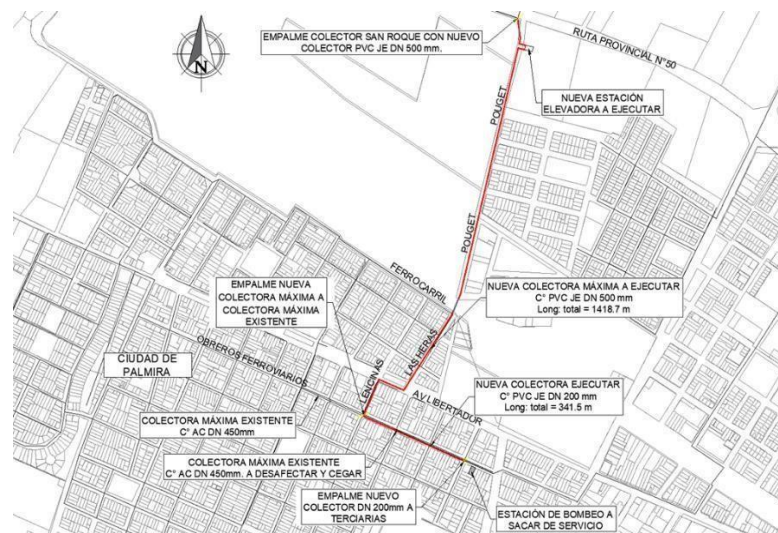 EMPALME COLECTOR SAN ROQUE CON NUEVO
COLECTOR PVC JE DN 500 mm.
RUTA PROVINCIAL N°50
N
NUEVA ESTACIÓN
ELEVADORA A EJECUTAR
POUGET
POUGET
FERROCARRIL
EMPALME NUEVA
COLECTORA MÁXIMA A
COLECTORA MÁXIMA
EXISTENTE
NUEVA COLECTORA MÁXIMA A EJECUTAR
C° PVC JE DN 500 mm
Long: total = 1418.7 m
CIUDAD DE
PALMIRA
OBREROS FERROVIARIOS
LENCINAS
LAS HERAS
AV.LIBERTADOR
NUEVA COLECTORA EJECUTAR
C° PVC JE DN 200 mm
Long: total = 341.5 m
COLECTORA MÁXIMA EXISTENTE
C° AC DN 450mm
COLECTORA MÁXIMA EXISTENTE
C° AC DN 450mm. A DESAFECTAR Y CEGAR
EMPALME NUEVO
COLECTOR DN 200mm A
TERCIARIAS
ESTACIÓN DE BOMBEO A
SACAR DE SERVICIO